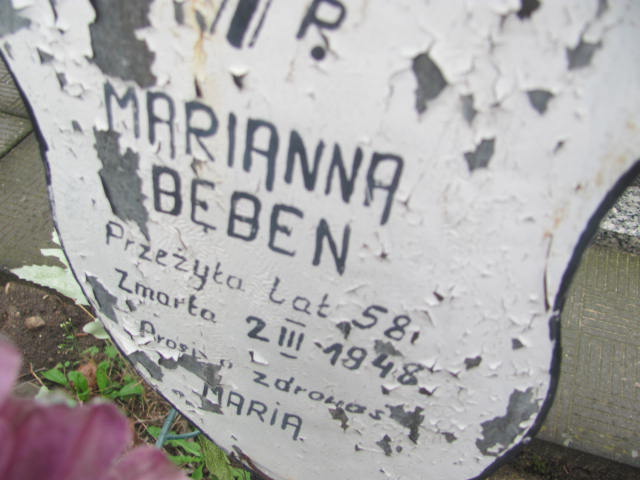 P.
MARIANNA
BĘBEN
Przeżyła Lat 58.
Zmarła 2 III 1948
Prosi o zdrowaś
MARIA